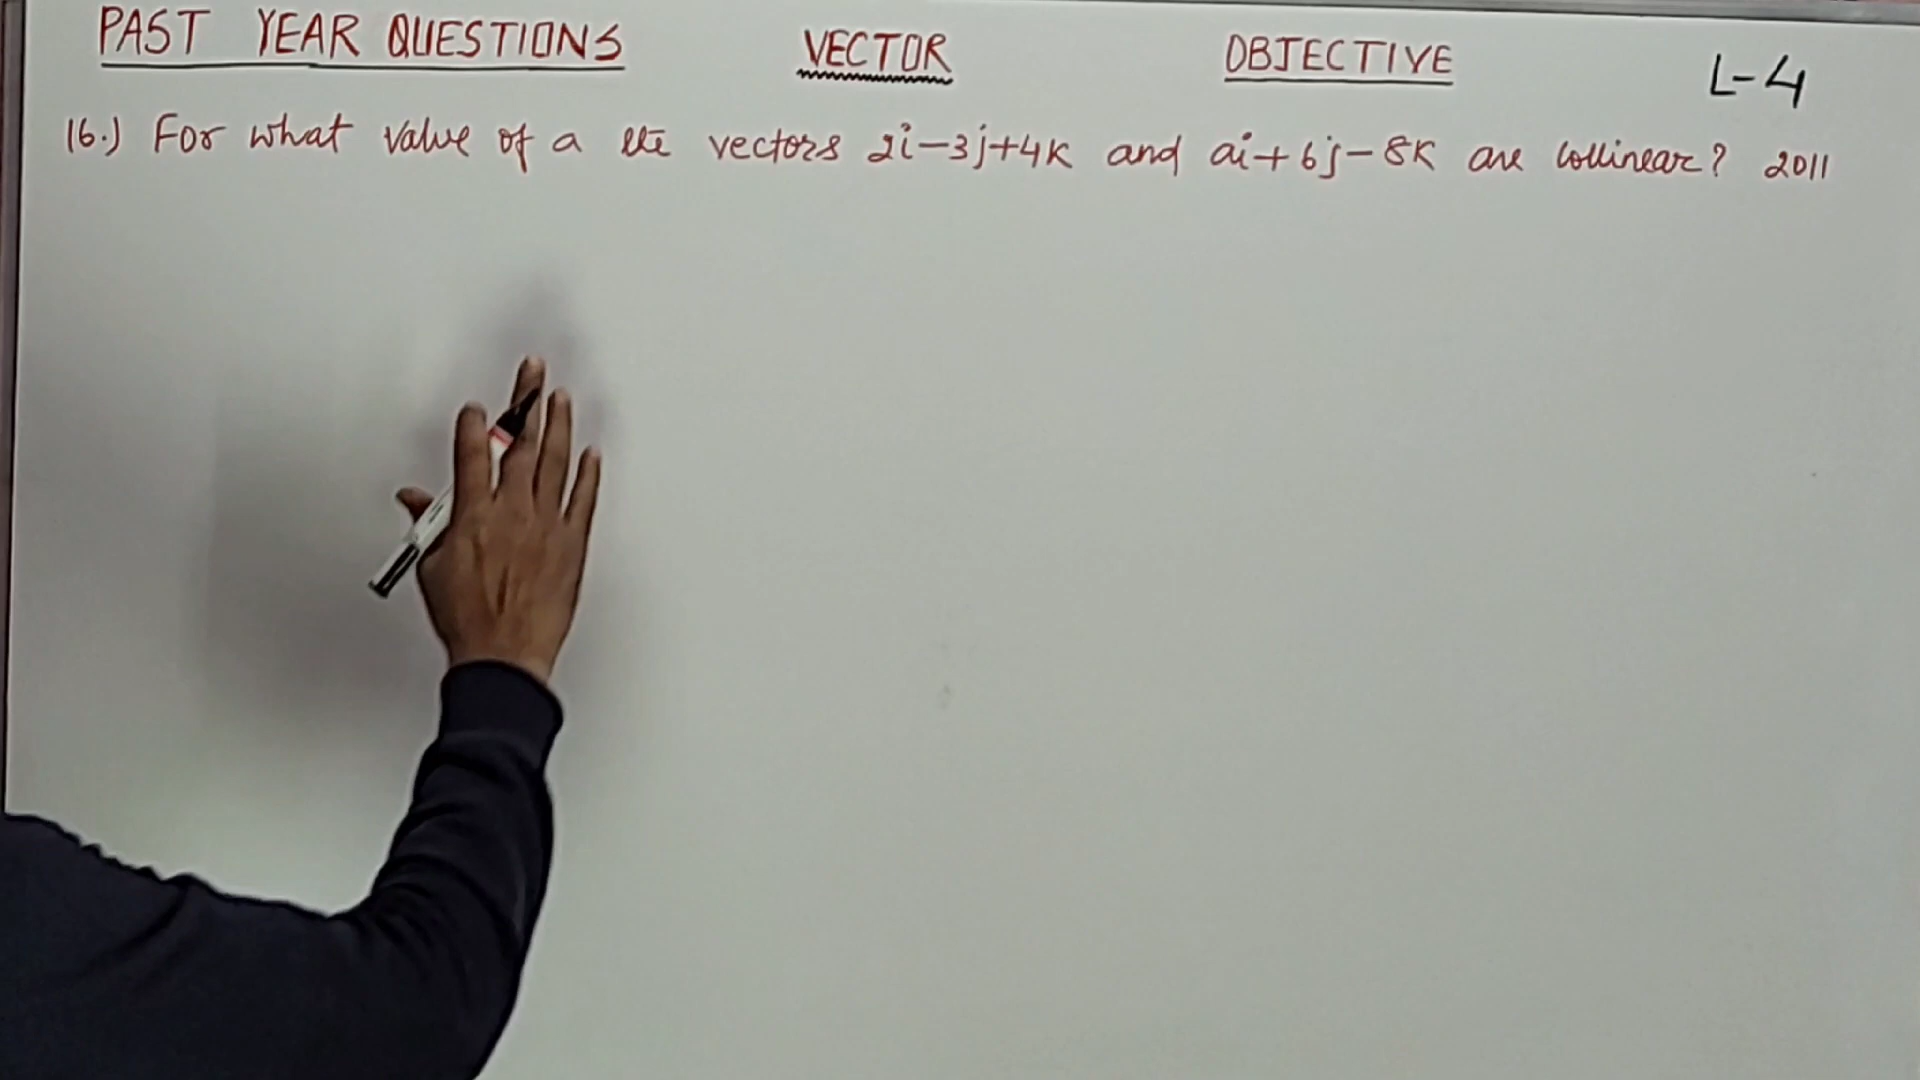 PAST YEAR QUESTIONS VECTOR OBJECTIVE L-4
16.) For what value of a the vectors 2i-3j+4k and ai+6j-8k are collinear? 2011